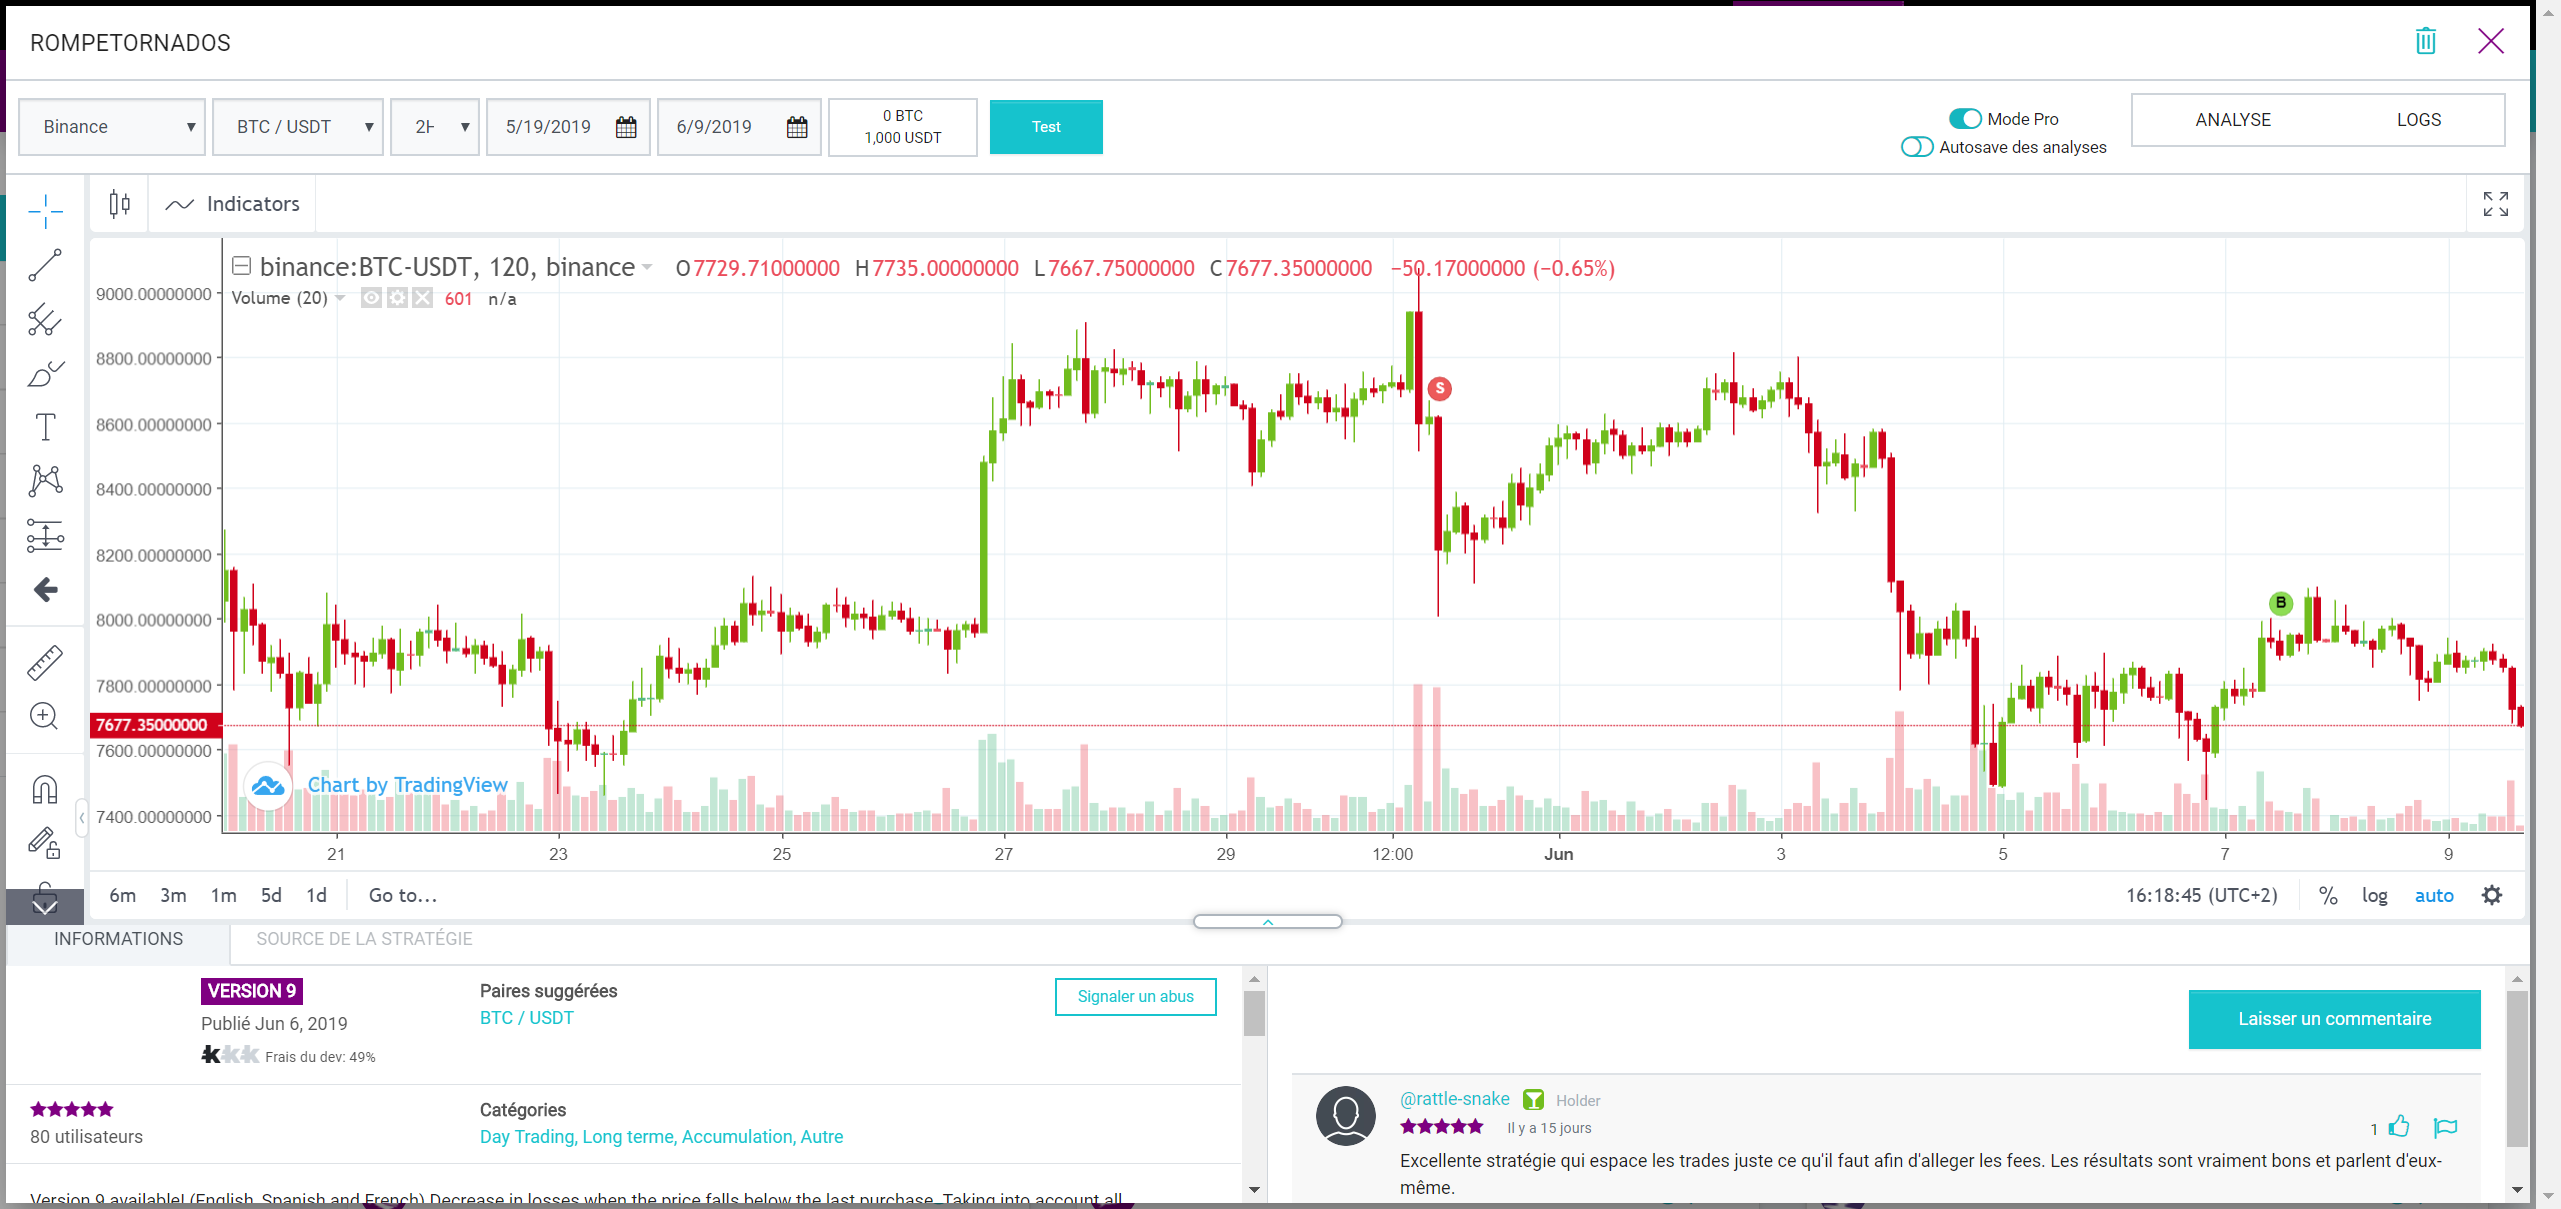 ROMPETORNADOS
Binance
BTC / USDT
5/19/2019
6/9/2019
0 BTC
1,000 USDT
Test
Mode Pro
Autosave des analyses
ANALYSE
LOGS
Indicators
binance:BTC-USDT, 120, binance O7729.71000000 H7735.00000000 L7667.75000000 C7677.35000000 −50.17000000 (−0.65%)
Volume (20) 601 n/a
9000.00000000
8800.00000000
8600.00000000
8400.00000000
8200.00000000
8000.00000000
7800.00000000
7677.35000000
7600.00000000
7400.00000000
S
B
Chart by TradingView
21 23 25 27 29 12:00 Jun 3 5 7 9
6m 3m 1m 5d 1d Go to...
16:18:45 (UTC+2) % log auto
INFORMATIONS
SOURCE DE LA STRATÉGIE
VERSION 9
Publié Jun 6, 2019
Frais du dev: 49%
Paires suggérées
BTC / USDT
Signaler un abus
80 utilisateurs
Catégories
Day Trading, Long terme, Accumulation, Autre
Version 9 available! (English, Spanish and French) Decrease in losses when the price falls below the last purchase. Taking into account all
Laisser un commentaire
@rattle-snake Holder
Il y a 15 jours
1
Excellente stratégie qui espace les trades juste ce qu'il faut afin d'alleger les fees. Les résultats sont vraiment bons et parlent d'eux-
même.